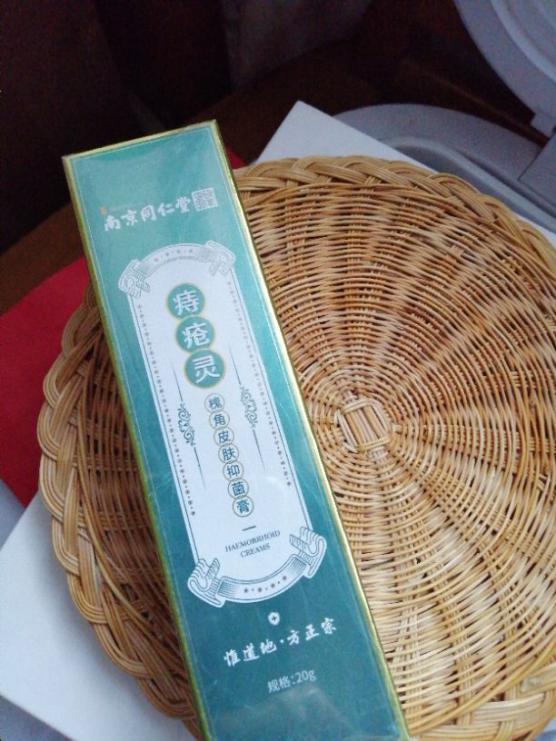 南京同仁堂
痔疮灵
槐角皮肤抑菌膏
HAEMORRHOID
CREAMS
惟道地·方正宗
规格:20g